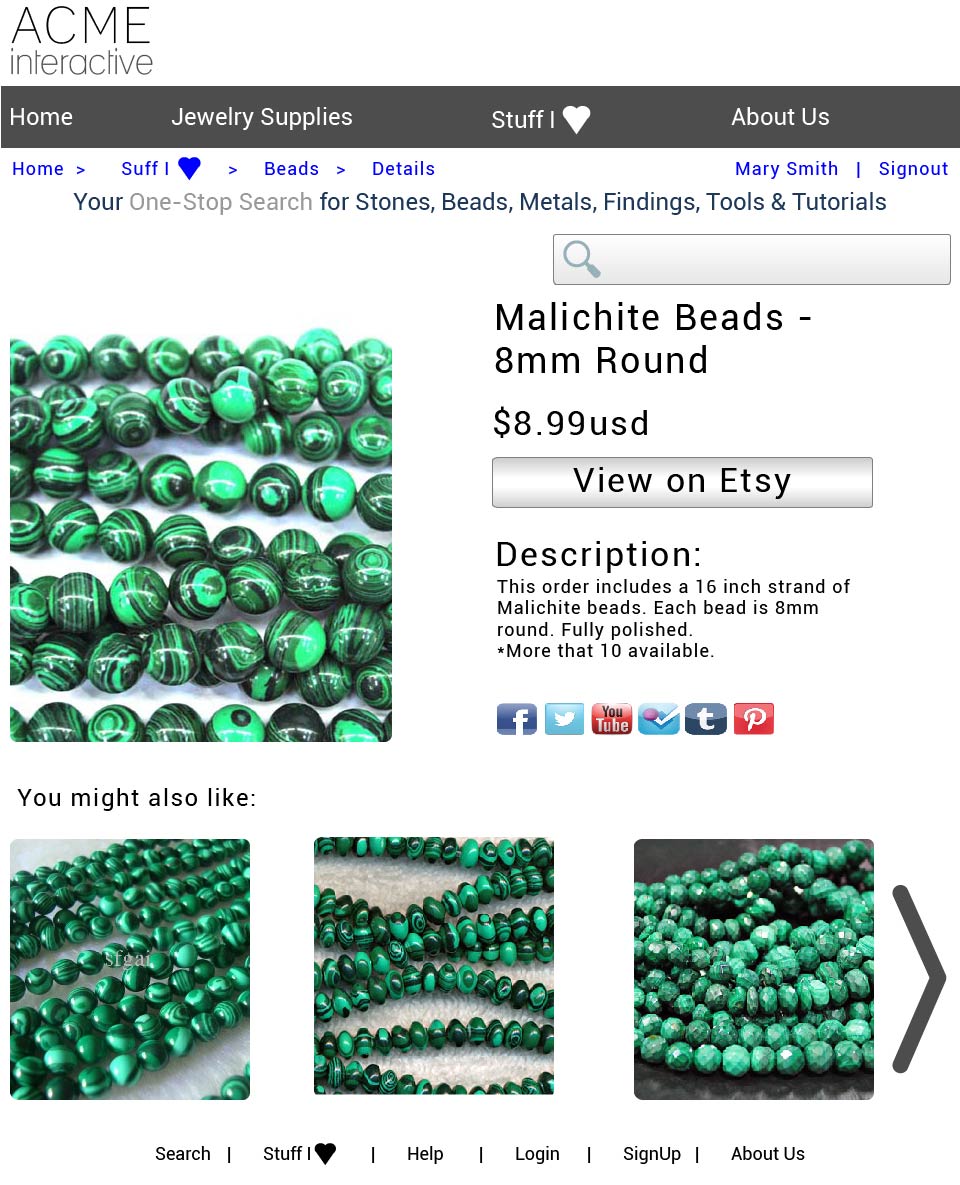 ACME
interactive
Home Jewelry Supplies Stuff I ♥ About Us
Home > Suff I ♥ > Beads > Details Mary Smith | Signout
Your One-Stop Search for Stones, Beads, Metals, Findings, Tools & Tutorials
Malichite Beads -
8mm Round
$8.99usd
View on Etsy
Description:
This order includes a 16 inch strand of
Malichite beads. Each bead is 8mm
round. Fully polished.
*More that 10 available.
f You Tube t P
You might also like:
sfgai
Search | Stuff I ♥ | Help | Login | SignUp | About Us